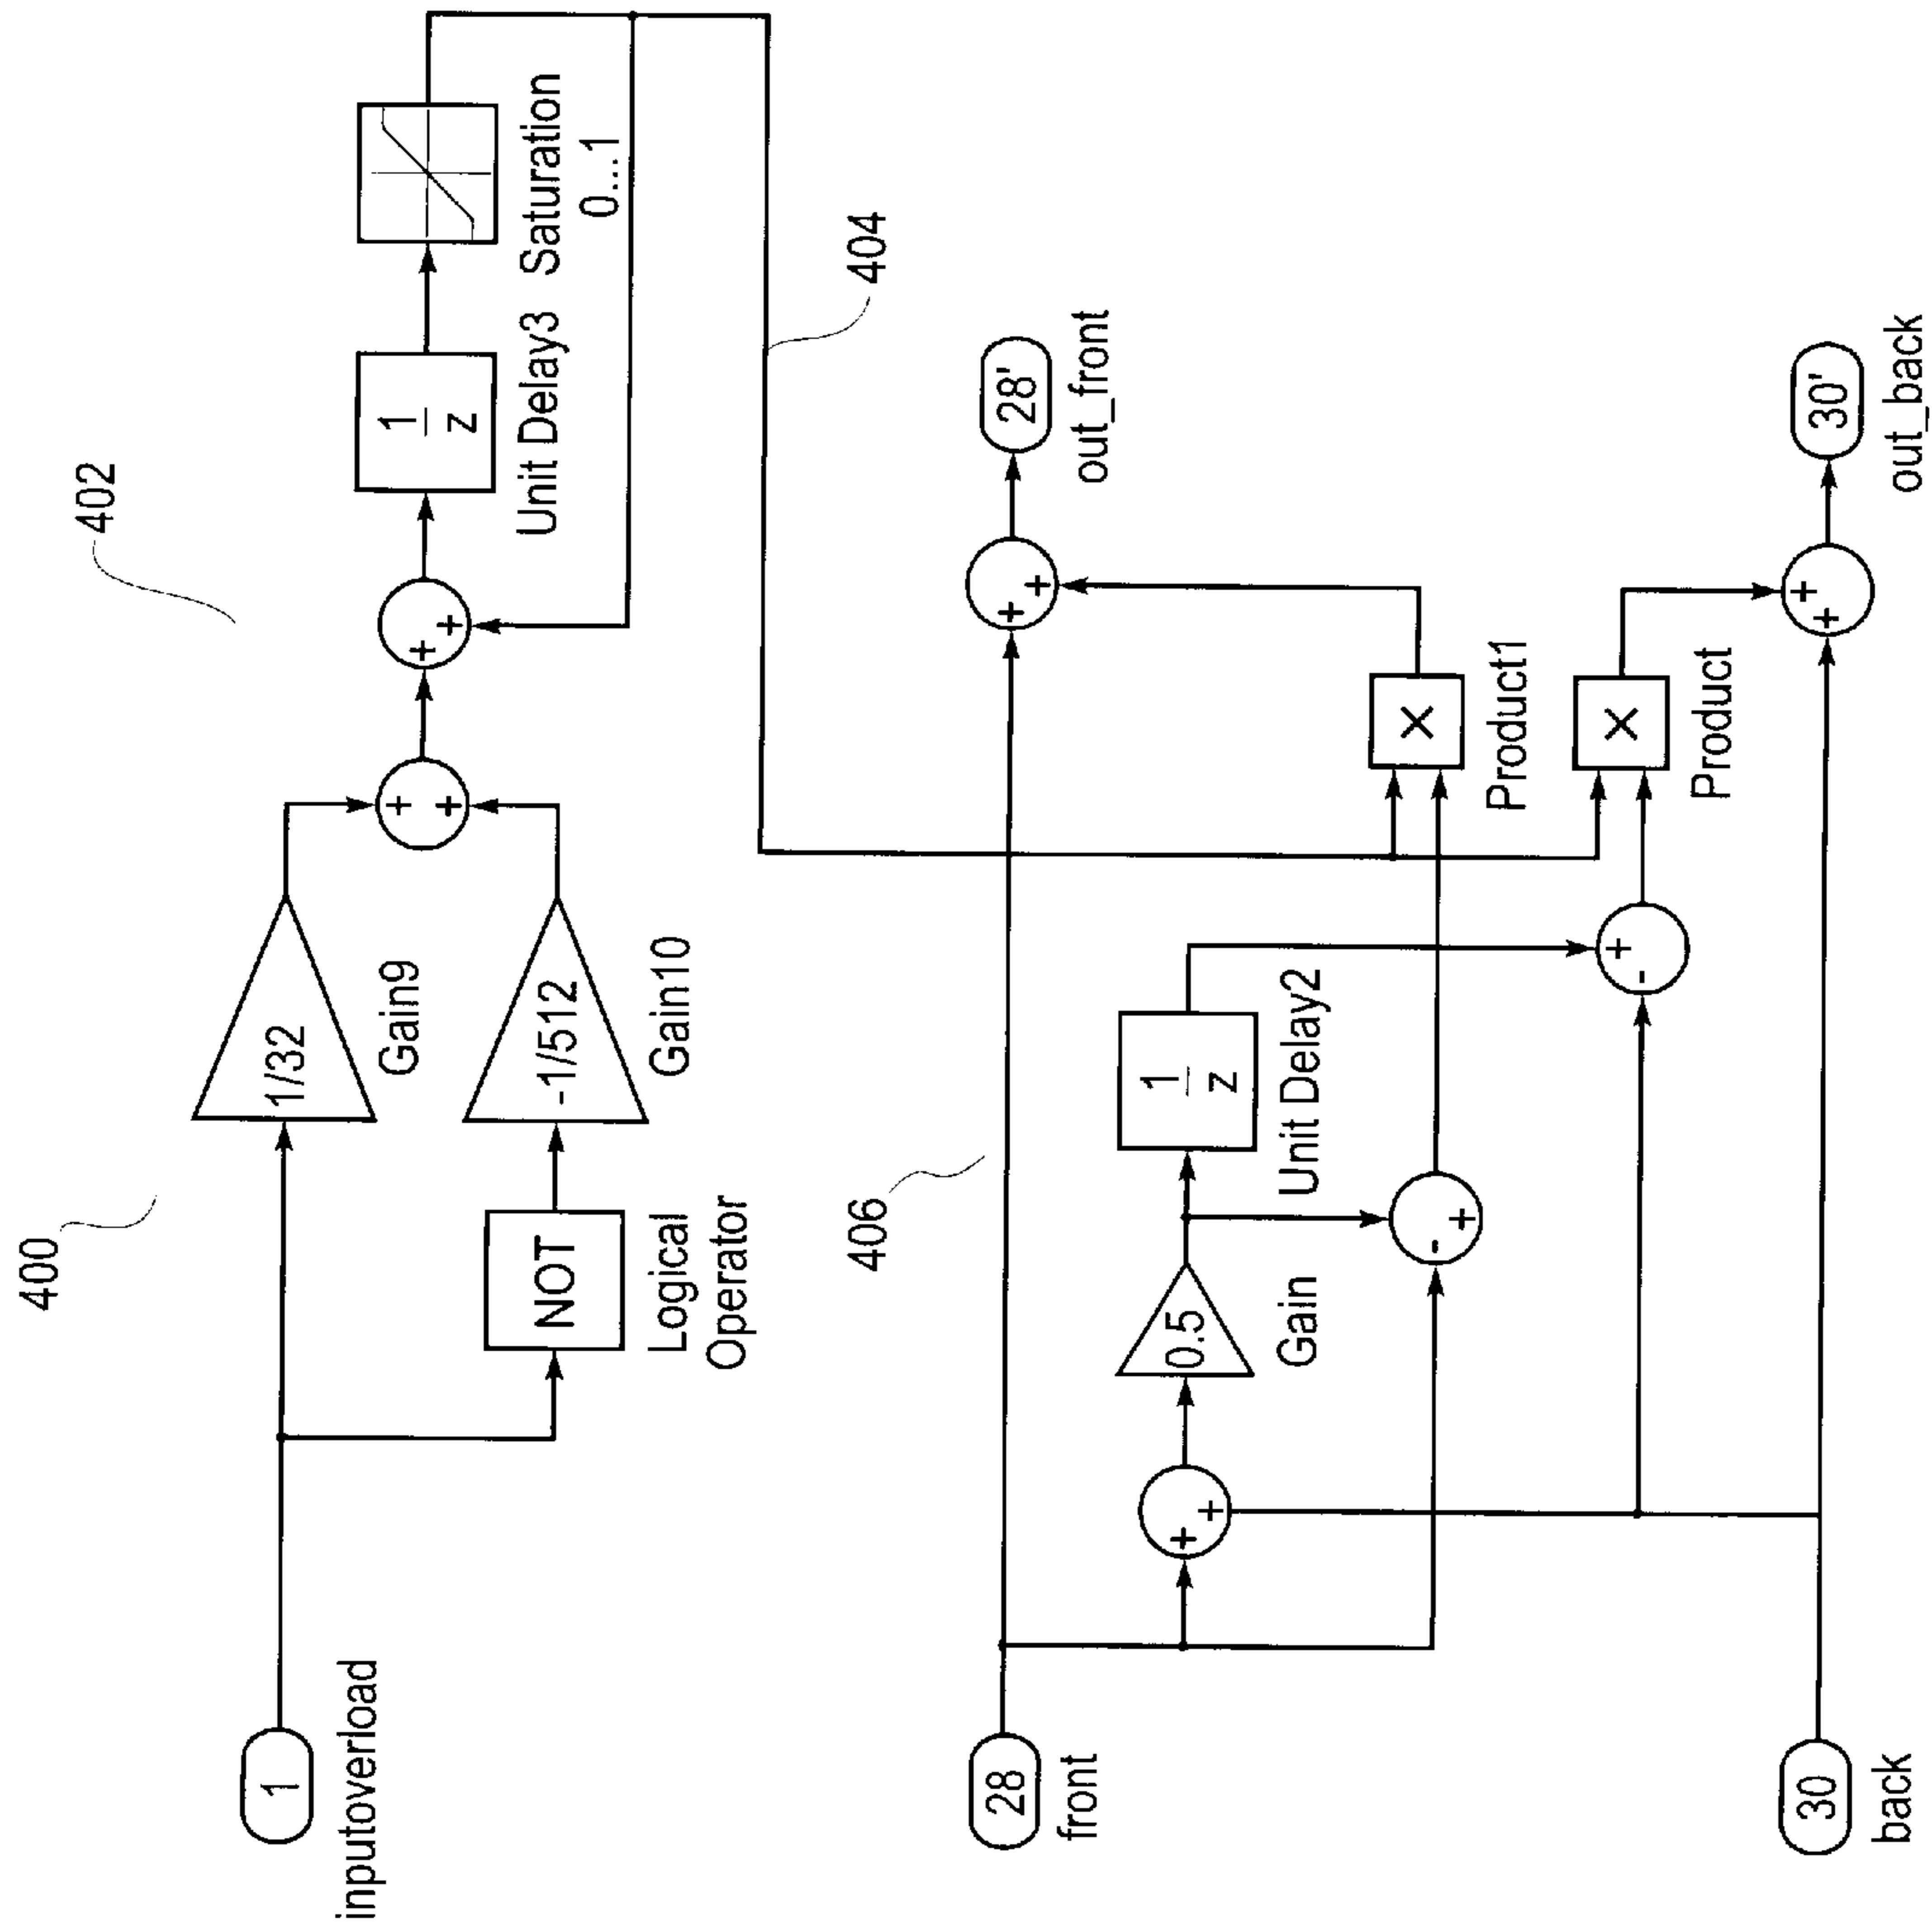 400
402
1
inputoverload
1/32
Gain9
NOT
Logical
Operator
-1/512
Gain10
+
+
+
+
1
z
Unit Delay3
Saturation
0...1
404
406
28
front
+
+
0.5
Gain
1
z
Unit Delay2
-
+
+
-
×
Product1
×
Product
+
+
28'
out_front
30
back
+
+
30'
out_back